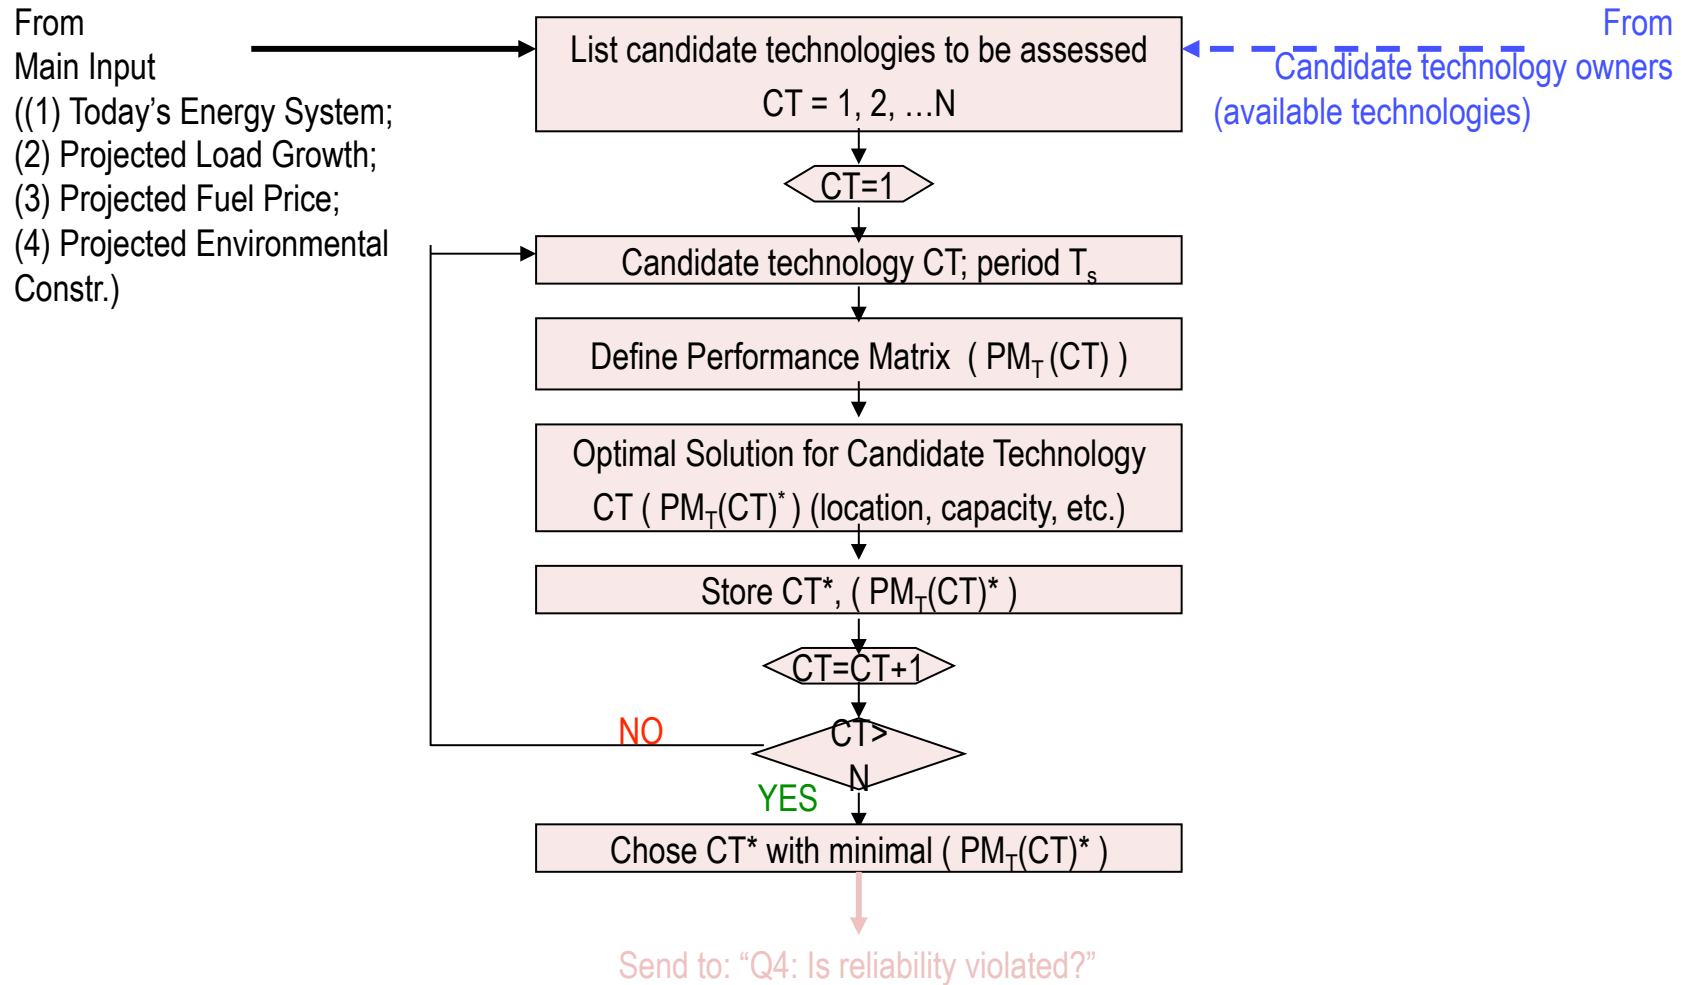 From
Main Input
((1) Today’s Energy System;
(2) Projected Load Growth;
(3) Projected Fuel Price;
(4) Projected Environmental
Constr.)
List candidate technologies to be assessed
CT = 1, 2, …N
From
Candidate technology owners
(available technologies)
CT=1
Candidate technology CT; period Ts
Define Performance Matrix ( PMT (CT) )
Optimal Solution for Candidate Technology
CT ( PMT(CT)* ) (location, capacity, etc.)
Store CT*, ( PMT(CT)* )
CT=CT+1
NO
CT>
N
YES
Chose CT* with minimal ( PMT(CT)* )
Send to: “Q4: Is reliability violated?”